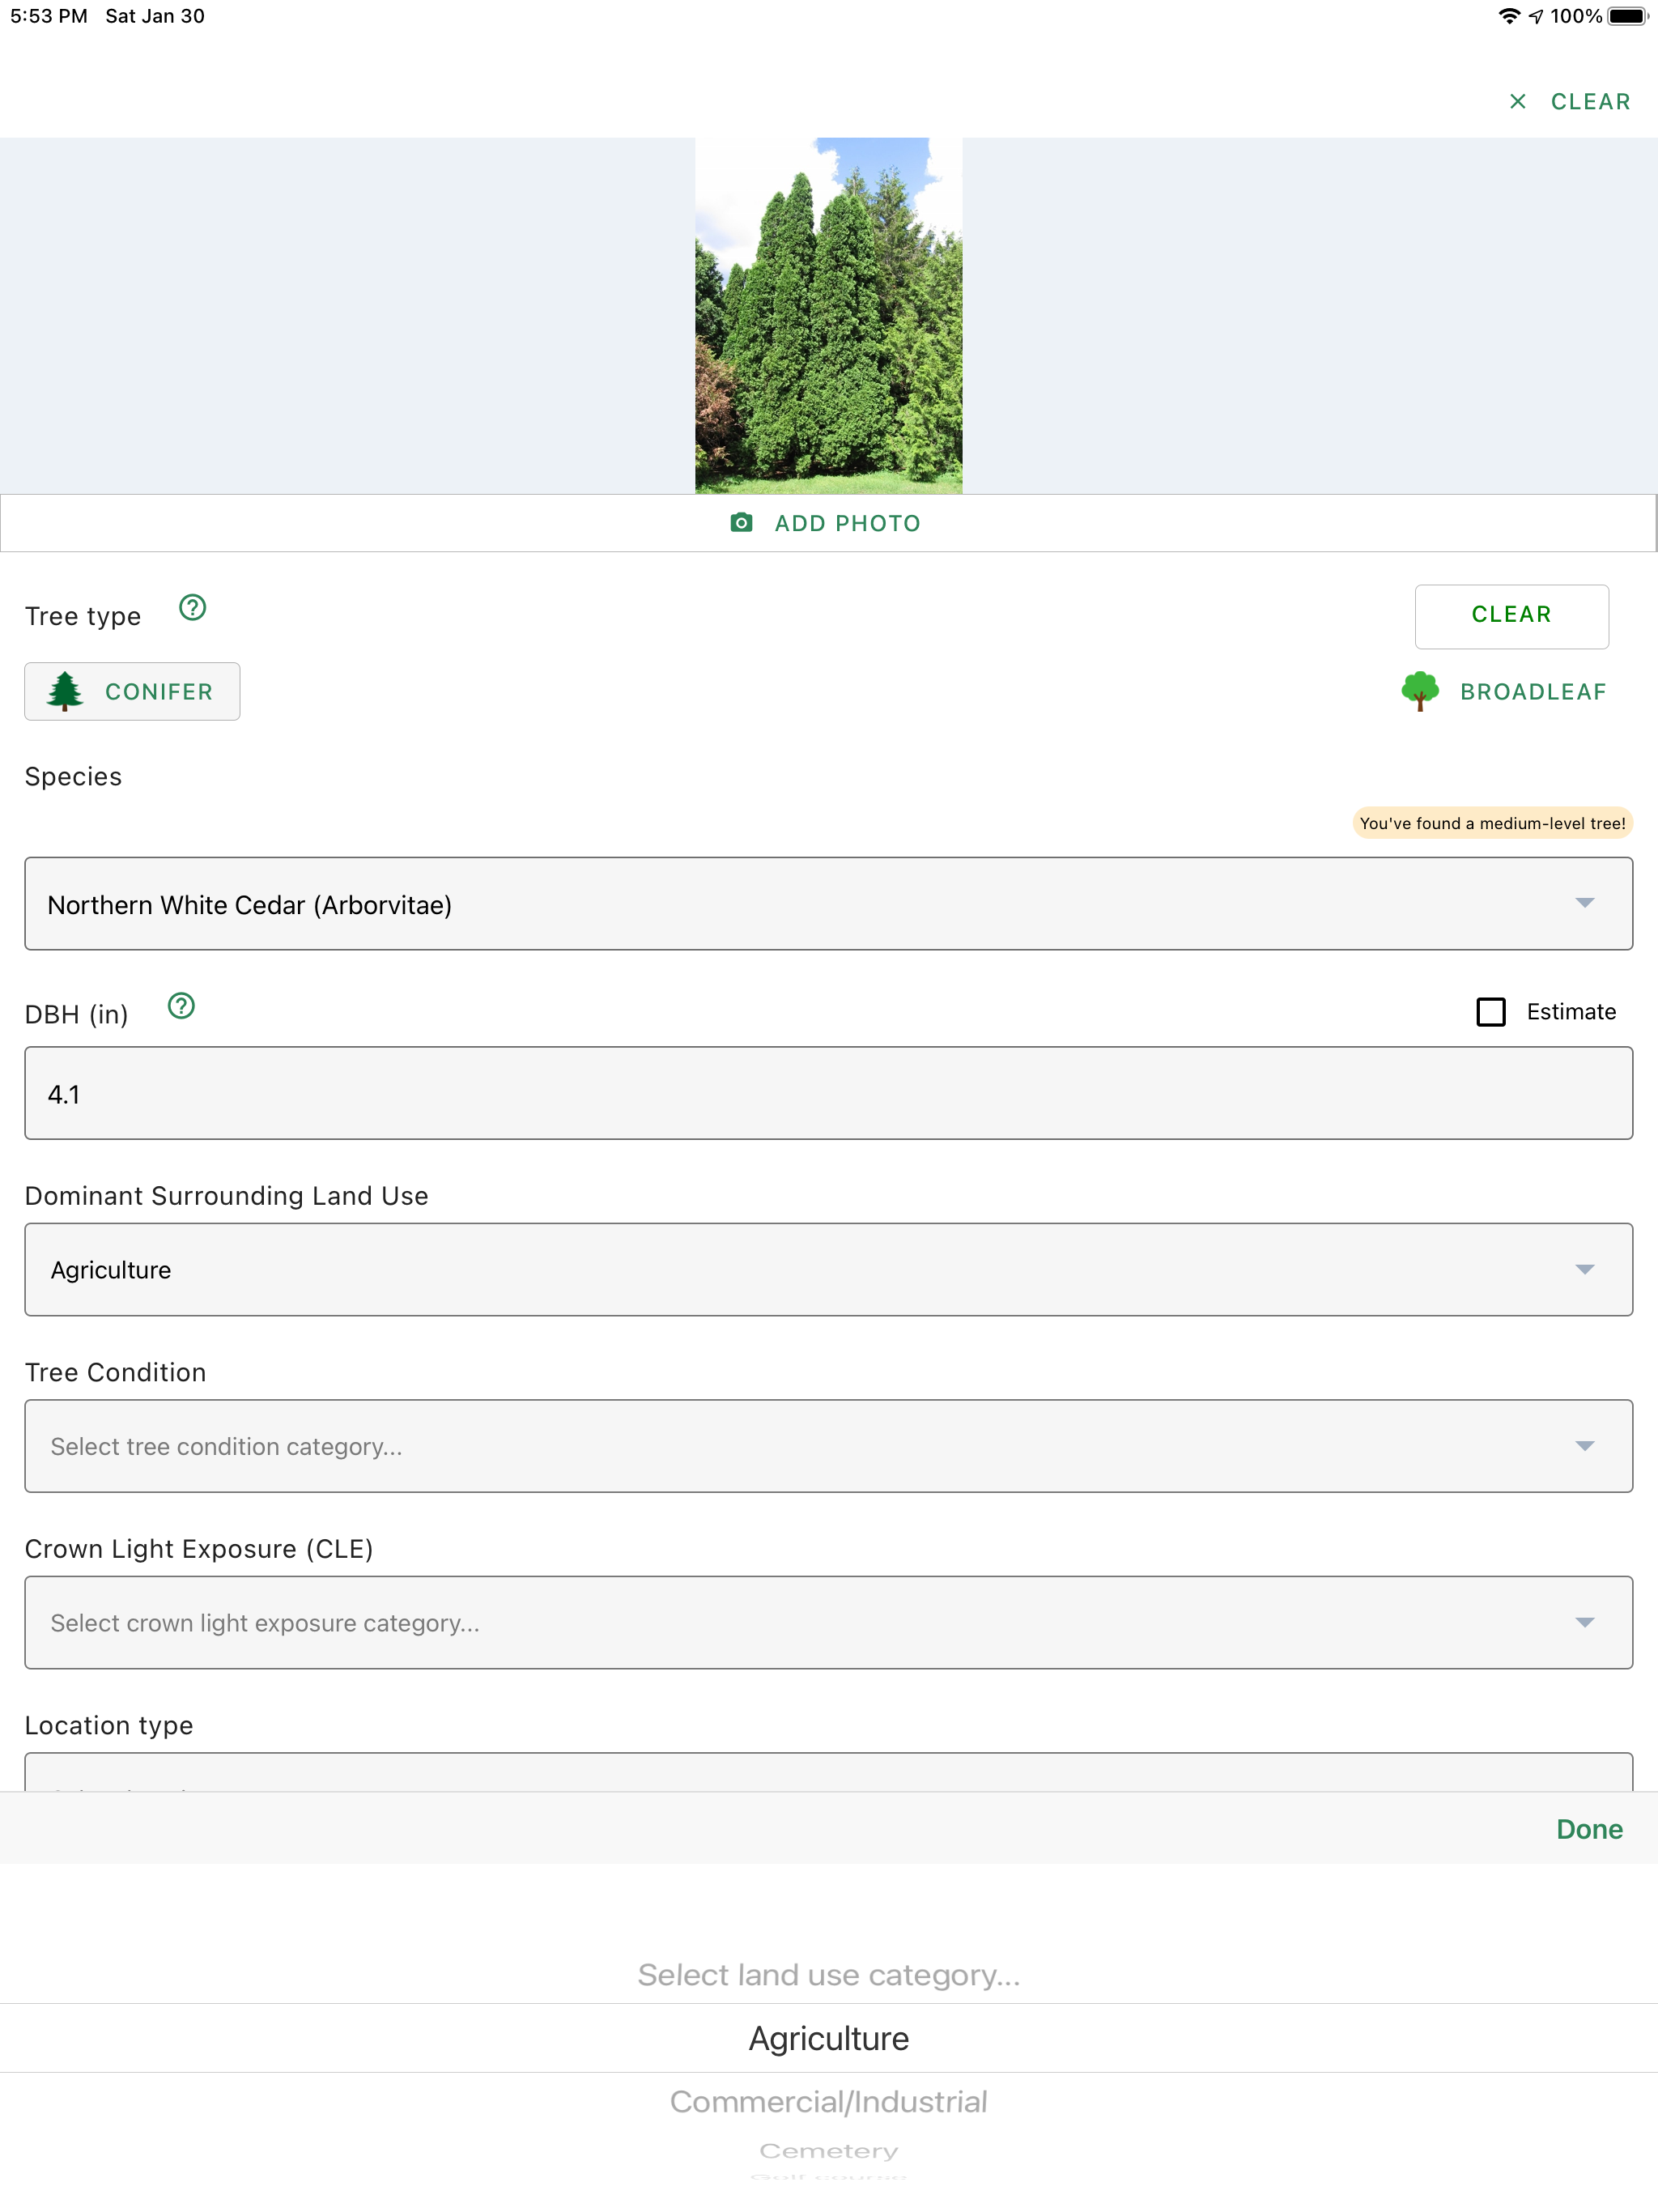 5:53 PM Sat Jan 30 100%
CLEAR
ADD PHOTO
Tree type
CLEAR
CONIFER BROADLEAF
Species
You've found a medium-level tree!
Northern White Cedar (Arborvitae)
DBH (in)
Estimate
4.1
Dominant Surrounding Land Use
Agriculture
Tree Condition
Select tree condition category...
Crown Light Exposure (CLE)
Select crown light exposure category...
Location type
Done
Select land use category...
Agriculture
Commercial/Industrial
Cemetery
Golf course